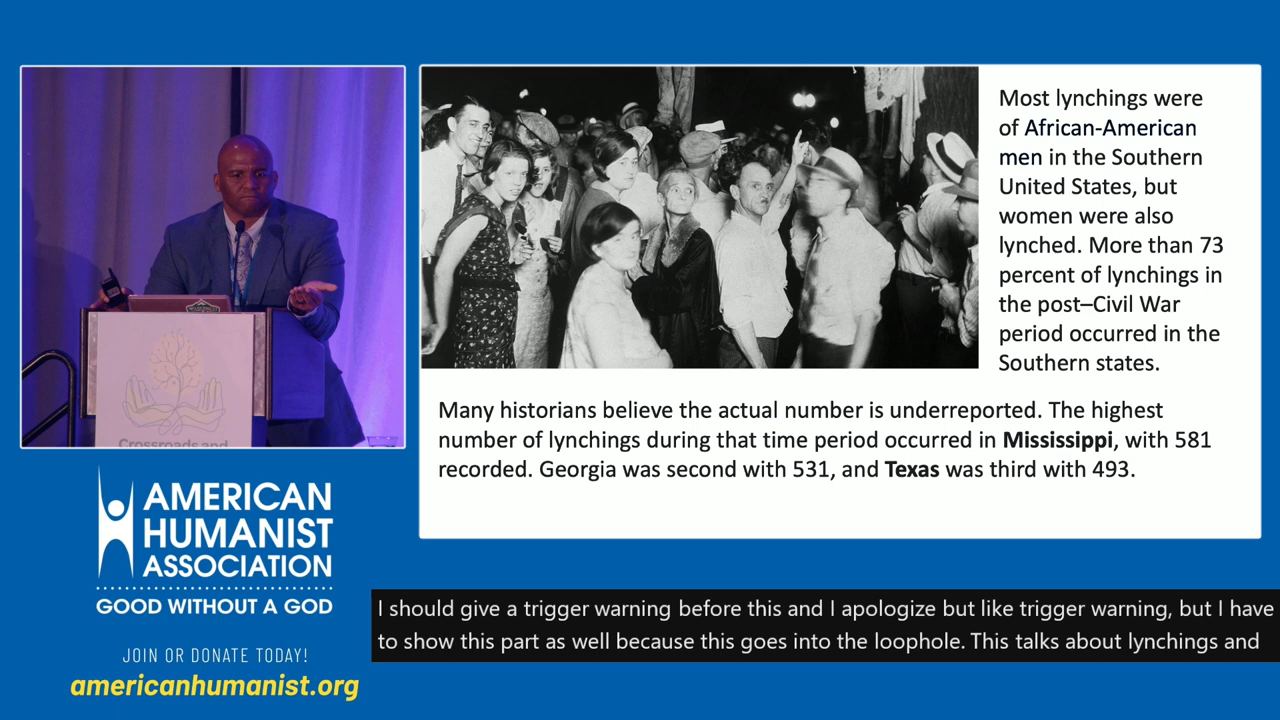 Most lynchings were
of African-American
men in the Southern
United States, but
women were also
lynched. More than 73
percent of lynchings in
the post–Civil War
period occurred in the
Southern states.
Many historians believe the actual number is underreported. The highest
number of lynchings during that time period occurred in Mississippi, with 581
recorded. Georgia was second with 531, and Texas was third with 493.
Crossroads and
AMERICAN
HUMANIST
ASSOCIATION
GOOD WITHOUT A GOD
JOIN OR DONATE TODAY!
americanhumanist.org
I should give a trigger warning before this and I apologize but like trigger warning, but I have
to show this part as well because this goes into the loophole. This talks about lynchings and